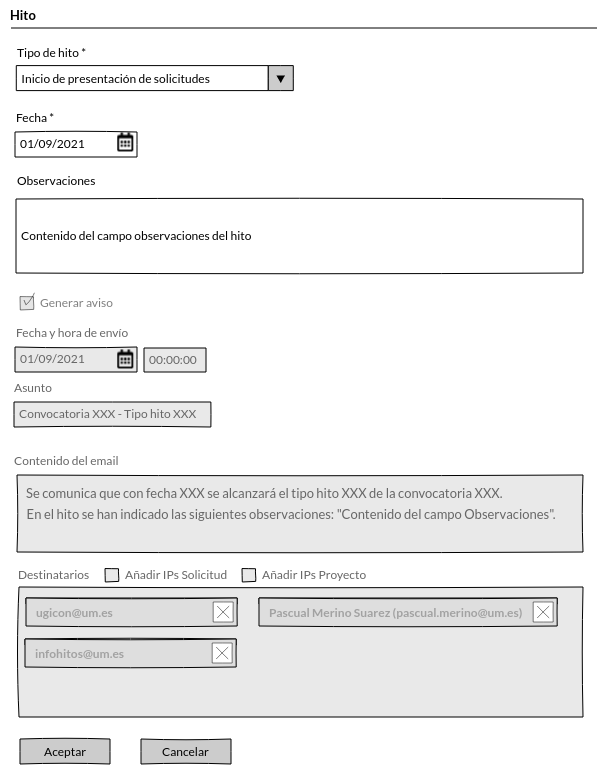 Hito
Tipo de hito *
Inicio de presentación de solicitudes
Fecha *
01/09/2021
Observaciones
Contenido del campo observaciones del hito
Generar aviso
Fecha y hora de envío
01/09/2021 00:00:00
Asunto
Convocatoria XXX - Tipo hito XXX
Contenido del email
Se comunica que con fecha XXX se alcanzará el tipo hito XXX de la convocatoria XXX.
En el hito se han indicado las siguientes observaciones: "Contenido del campo Observaciones".
Destinatarios Añadir IPs Solicitud Añadir IPs Proyecto
ugicon@um.es Pascual Merino Suarez (pascual.merino@um.es)
infohitos@um.es
Aceptar Cancelar